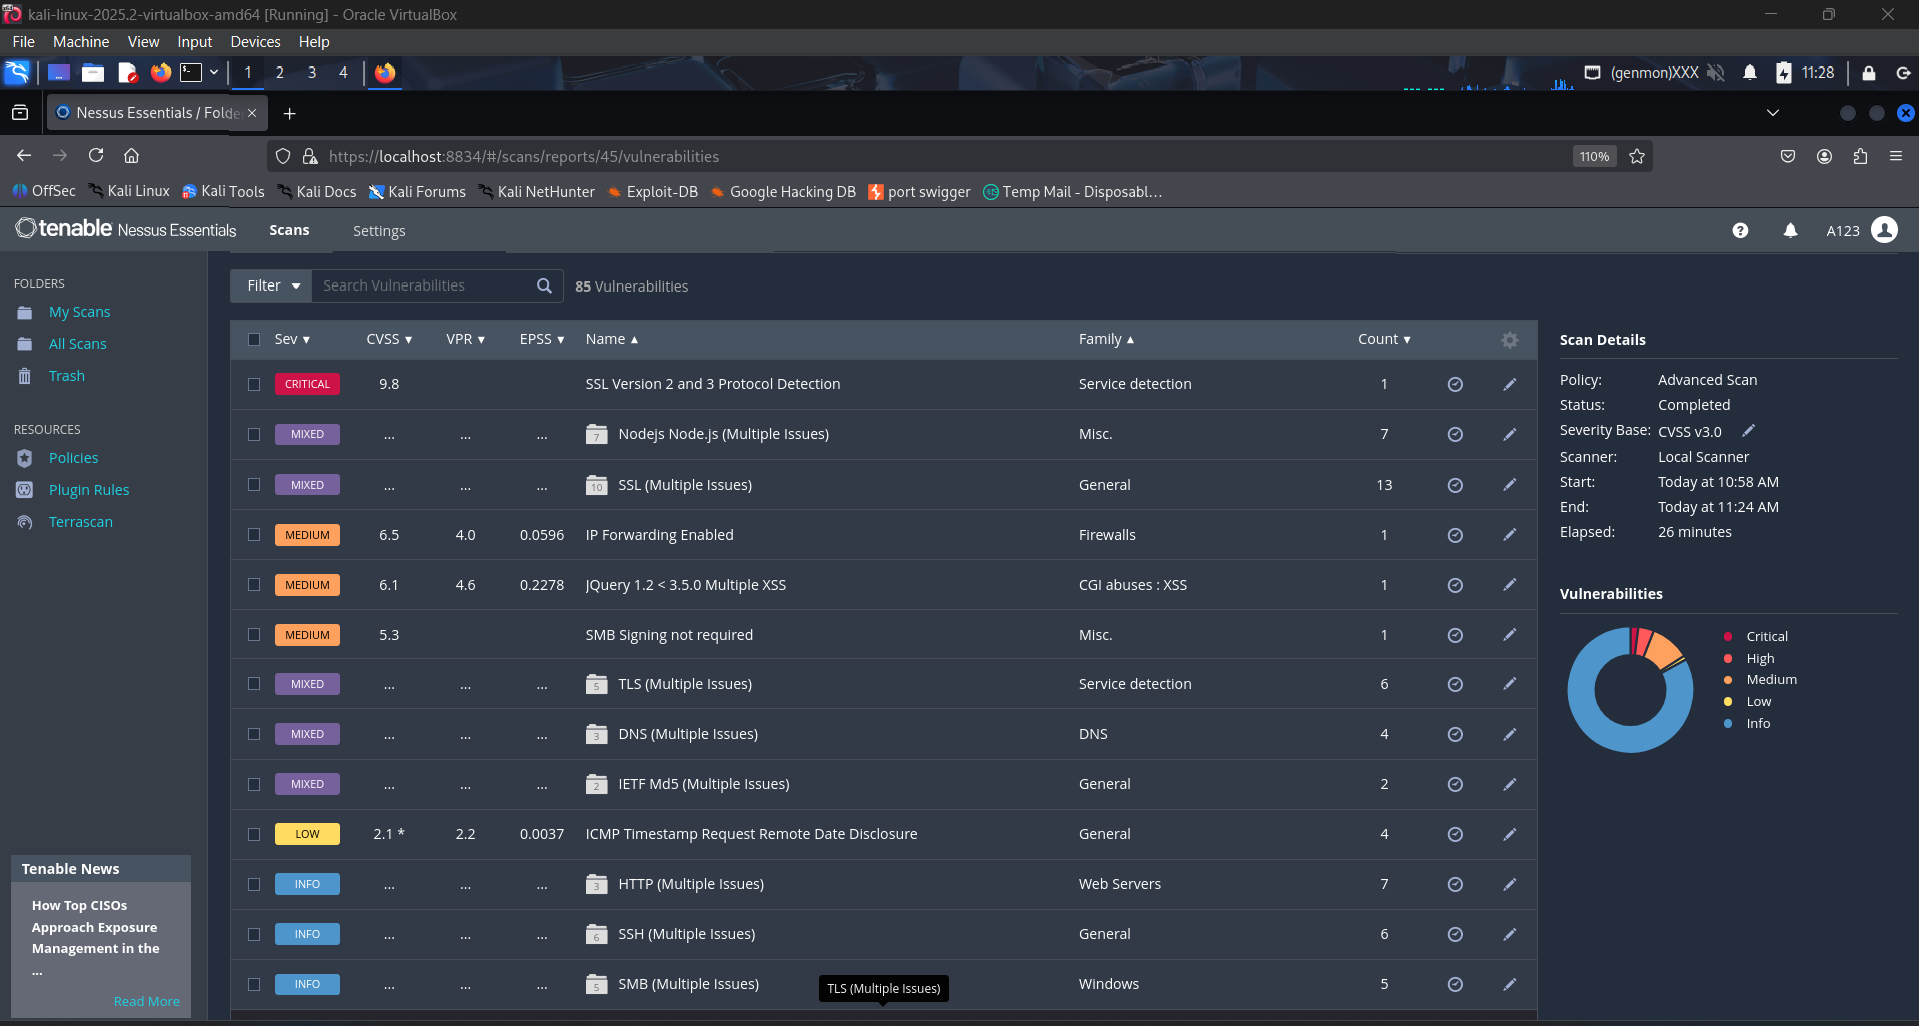 kali-linux-2025.2-virtualbox-amd64 [Running] - Oracle VirtualBox
File Machine View Input Devices Help
1 2 3 4 (genmon)XXX 11:28
Nessus Essentials / Folde
https://localhost:8834/#/scans/reports/45/vulnerabilities 110%
OffSec Kali Linux Kali Tools Kali Docs Kali Forums Kali NetHunter Exploit-DB Google Hacking DB port swigger Temp Mail - Disposabl...
tenable Nessus Essentials Scans Settings A123
FOLDERS
My Scans
All Scans
Trash
RESOURCES
Policies
Plugin Rules
Terrascan
Tenable News
How Top CISOs
Approach Exposure
Management in the
...
Read More
Filter Search Vulnerabilities 85 Vulnerabilities
Sev CVSS VPR EPSS Name Family Count
CRITICAL 9.8 SSL Version 2 and 3 Protocol Detection Service detection 1
MIXED ... ... ... 7 Nodejs Node.js (Multiple Issues) Misc. 7
MIXED ... ... ... 10 SSL (Multiple Issues) General 13
MEDIUM 6.5 4.0 0.0596 IP Forwarding Enabled Firewalls 1
MEDIUM 6.1 4.6 0.2278 JQuery 1.2 < 3.5.0 Multiple XSS CGI abuses : XSS 1
MEDIUM 5.3 SMB Signing not required Misc. 1
MIXED ... ... ... 5 TLS (Multiple Issues) Service detection 6
MIXED ... ... ... 3 DNS (Multiple Issues) DNS 4
MIXED ... ... ... 2 IETF Md5 (Multiple Issues) General 2
LOW 2.1 * 2.2 0.0037 ICMP Timestamp Request Remote Date Disclosure General 4
INFO ... ... ... 3 HTTP (Multiple Issues) Web Servers 7
INFO ... ... ... 6 SSH (Multiple Issues) General 6
INFO ... ... ... 5 SMB (Multiple Issues) Windows 5
TLS (Multiple Issues)
Scan Details
Policy: Advanced Scan
Status: Completed
Severity Base: CVSS v3.0
Scanner: Local Scanner
Start: Today at 10:58 AM
End: Today at 11:24 AM
Elapsed: 26 minutes
Vulnerabilities
Critical
High
Medium
Low
Info